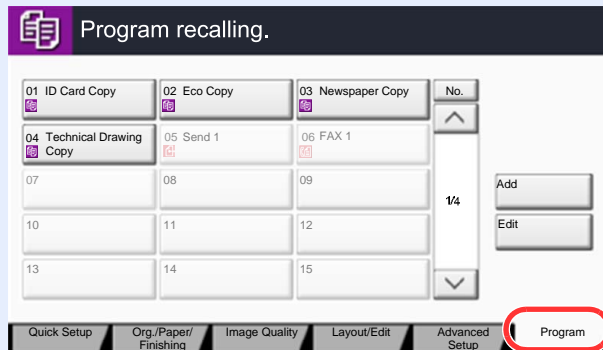 Program recalling.
01 ID Card Copy
02 Eco Copy
03 Newspaper Copy
No.
04 Technical Drawing
Copy
05 Send 1
06 FAX 1
07
08
09
1/4
Add
10
11
12
Edit
13
14
15
Quick Setup
Org./Paper/
Finishing
Image Quality
Layout/Edit
Advanced
Setup
Program